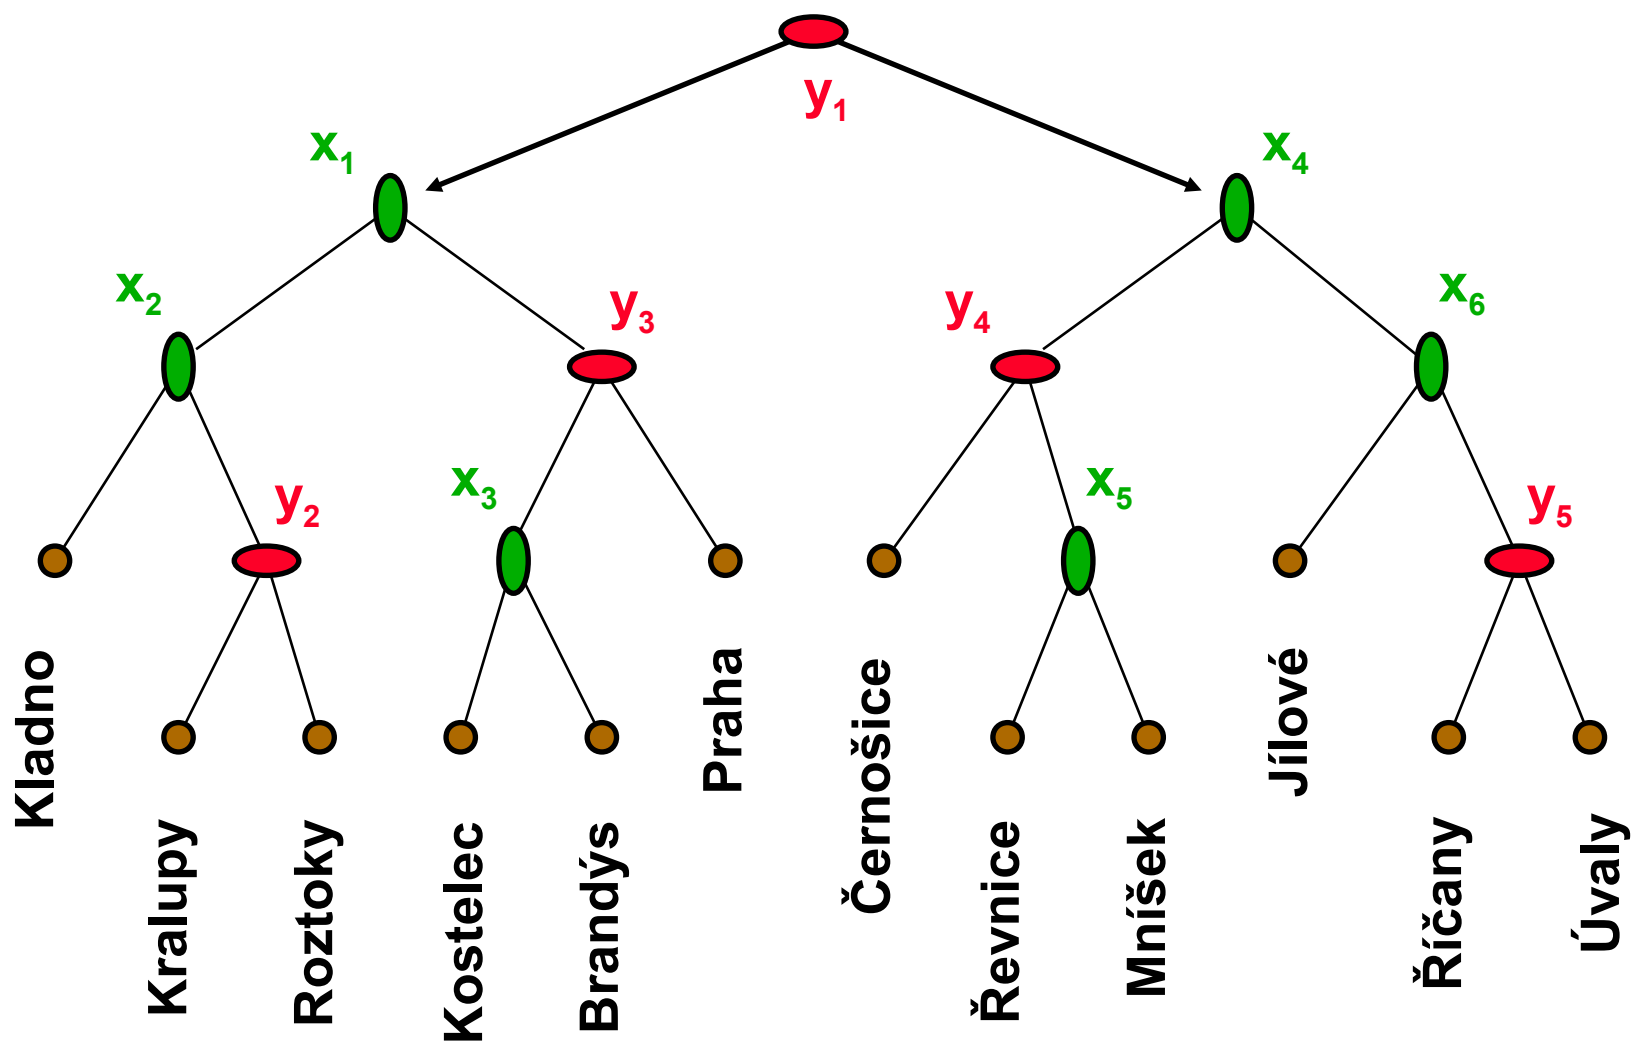 y1
x1
x4
x2
y3
y4
x6
y2
x3
x5
y5
Kladno
Kralupy
Roztoky
Kostelec
Brandýs
Praha
Černošice
Řevnice
Mníšek
Jílové
Říčany
Úvaly